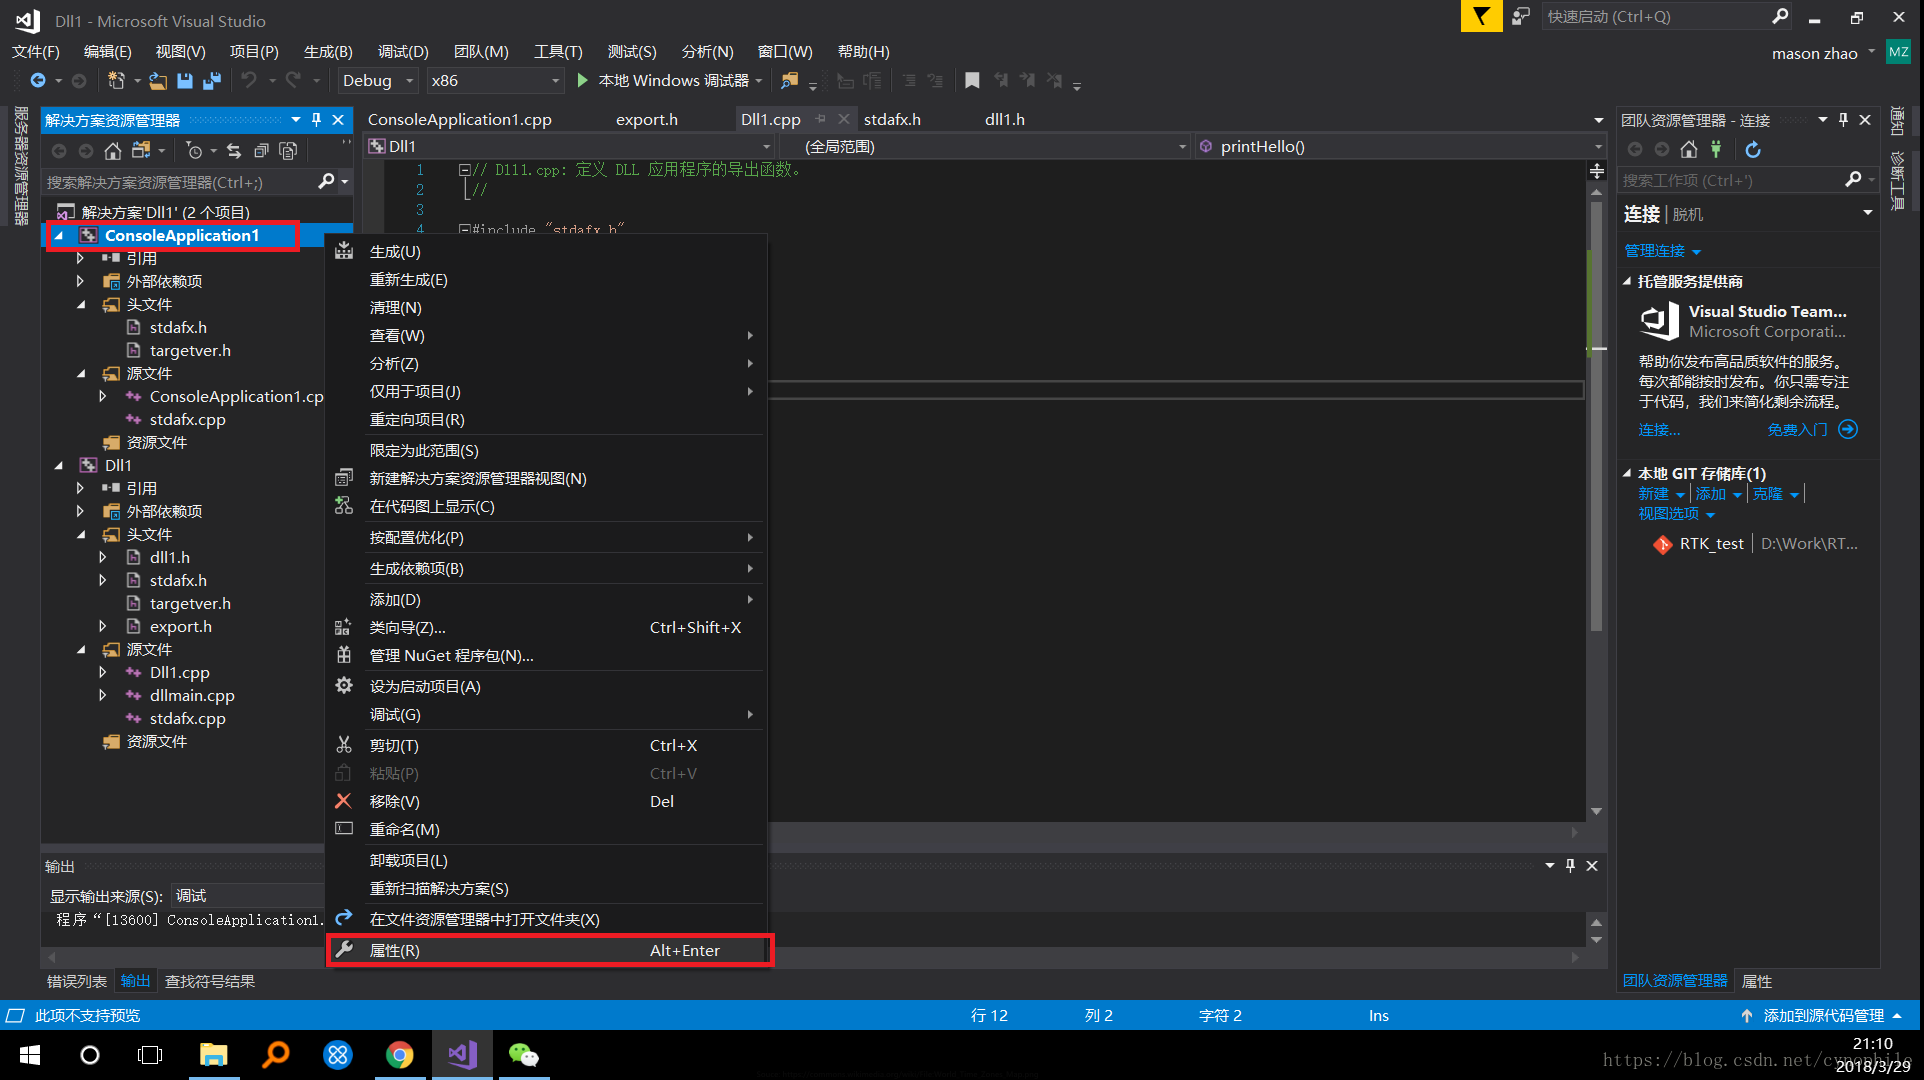 Dll1 - Microsoft Visual Studio
快速启动 (Ctrl+Q)
文件(F) 编辑(E) 视图(V) 项目(P) 生成(B) 调试(D) 团队(M) 工具(T) 测试(S) 分析(N) 窗口(W) 帮助(H)
mason zhao MZ
Debug x86 本地 Windows 调试器
服务器资源管理器
解决方案资源管理器
搜索解决方案资源管理器(Ctrl+;)
解决方案'Dll1' (2 个项目)
ConsoleApplication1
引用
外部依赖项
头文件
stdafx.h
targetver.h
源文件
ConsoleApplication1.cp
stdafx.cpp
资源文件
Dll1
引用
外部依赖项
头文件
dll1.h
stdafx.h
targetver.h
export.h
源文件
Dll1.cpp
dllmain.cpp
stdafx.cpp
资源文件
ConsoleApplication1.cpp export.h Dll1.cpp stdafx.h dll1.h
Dll1 (全局范围) printHello()
1 // Dll1.cpp: 定义 DLL 应用程序的导出函数。
2 //
3
4 #include "stdafx.h"
生成(U)
重新生成(E)
清理(N)
查看(W)
分析(Z)
仅用于项目(J)
重定向项目(R)
限定为此范围(S)
新建解决方案资源管理器视图(N)
在代码图上显示(C)
按配置优化(P)
生成依赖项(B)
添加(D)
类向导(Z)... Ctrl+Shift+X
管理 NuGet 程序包(N)...
设为启动项目(A)
调试(G)
剪切(T) Ctrl+X
粘贴(P) Ctrl+V
移除(V) Del
重命名(M)
卸载项目(L)
重新扫描解决方案(S)
在文件资源管理器中打开文件夹(X)
属性(R) Alt+Enter
团队资源管理器 - 连接
搜索工作项 (Ctrl+')
连接 | 脱机
管理连接
托管服务提供商
Visual Studio Team...
Microsoft Corporati...
帮助你发布高品质软件的服务。
每次都能按时发布。你只需专注
于代码，我们来简化剩余流程。
连接... 免费入门
本地 GIT 存储库(1)
新建 | 添加 | 克隆 |
视图选项
RTK_test | D:\Work\RT...
通知
诊断工具
输出
显示输出来源(S): 调试
程序“[13600] ConsoleApplication1.
错误列表 输出 查找符号结果
团队资源管理器 属性
此项不支持预览 行 12 列 2 字符 2 Ins 添加到源代码管理
21:10
https://blog.csdn.net/cynophile
2018/3/29